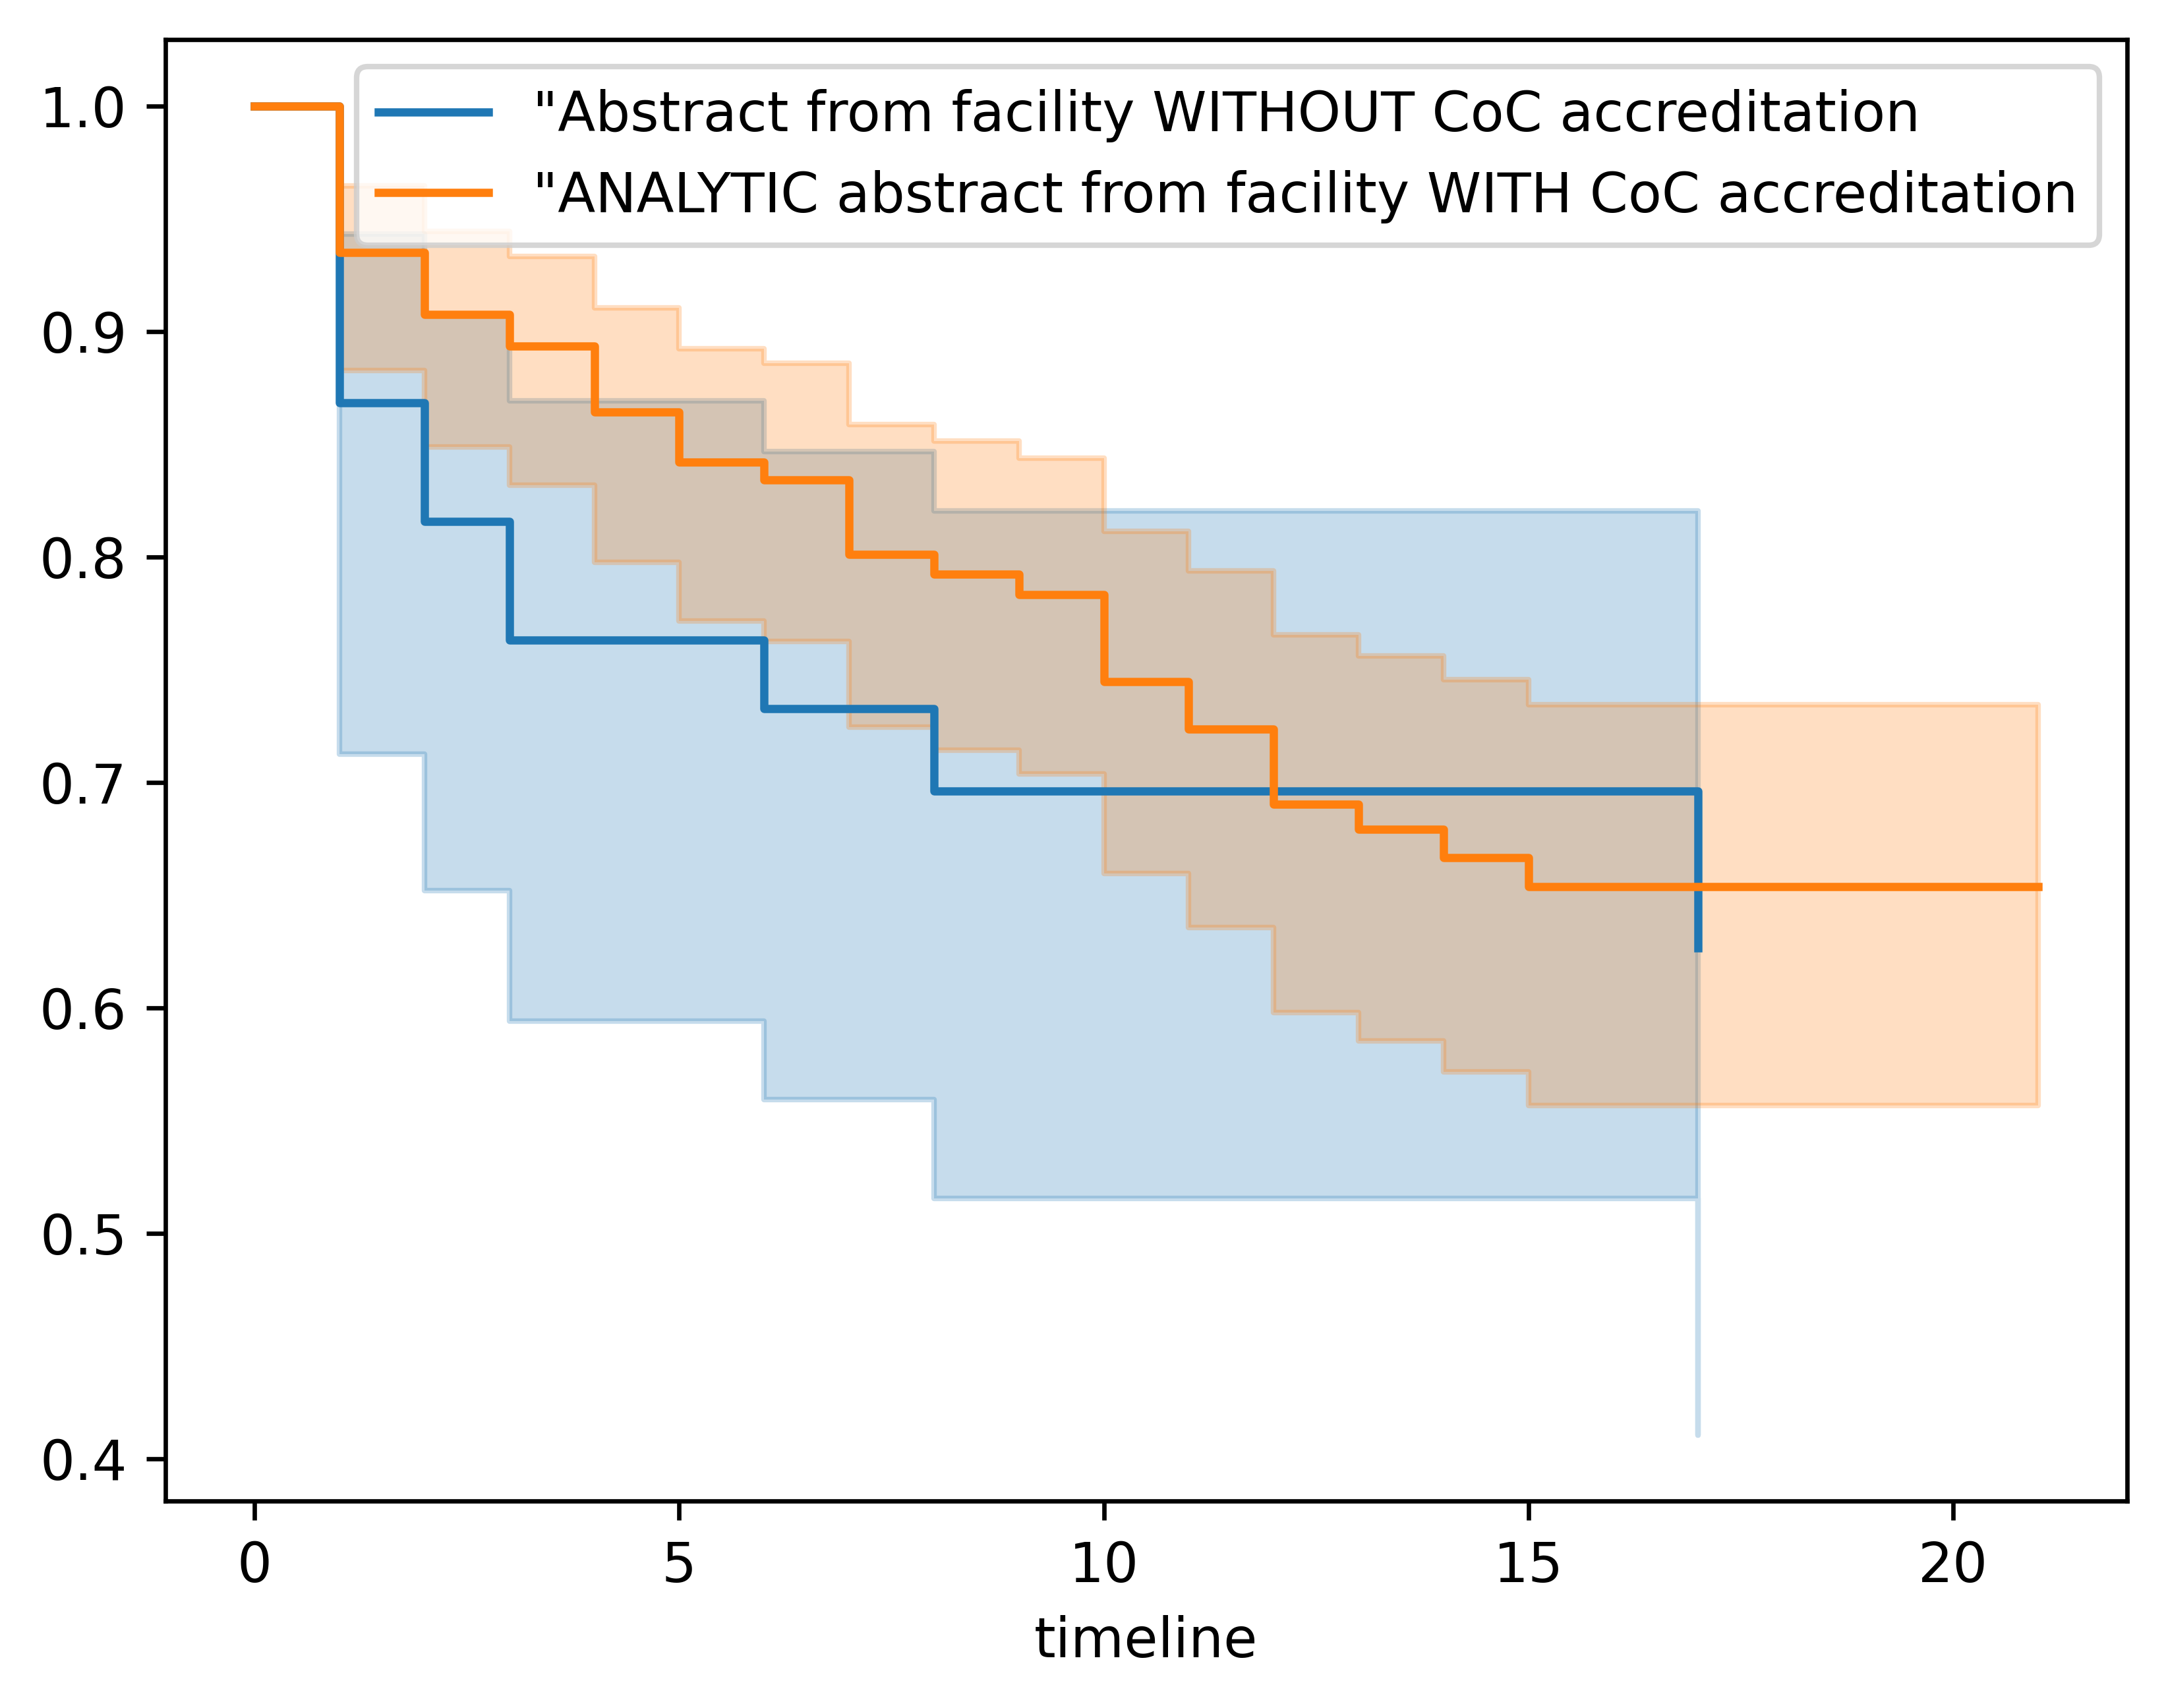 "Abstract from facility WITHOUT CoC accreditation
"ANALYTIC abstract from facility WITH CoC accreditation
1.0
0.9
0.8
0.7
0.6
0.5
0.4
0 5 10 15 20
timeline